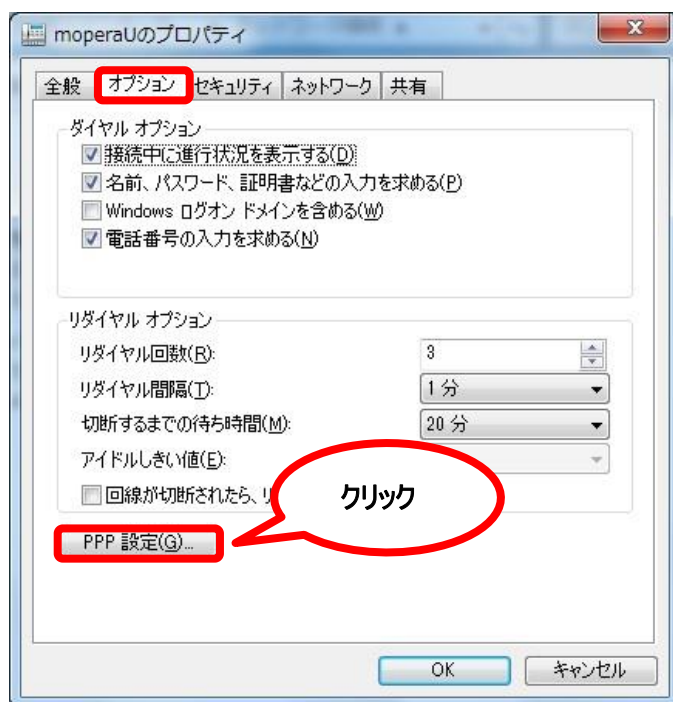 moperaUのプロパティ
全般 オプション セキュリティ ネットワーク 共有
ダイヤル オプション
接続中に進行状況を表示する(D)
名前、パスワード、証明書などの入力を求める(P)
Windows ログオン ドメインを含める(W)
電話番号の入力を求める(N)
リダイヤル オプション
リダイヤル回数(R): 3
リダイヤル間隔(T): 1 分
切断するまでの待ち時間(M): 20 分
アイドルしきい値(E):
回線が切断されたら、リ
クリック
PPP 設定(G)...
OK キャンセル